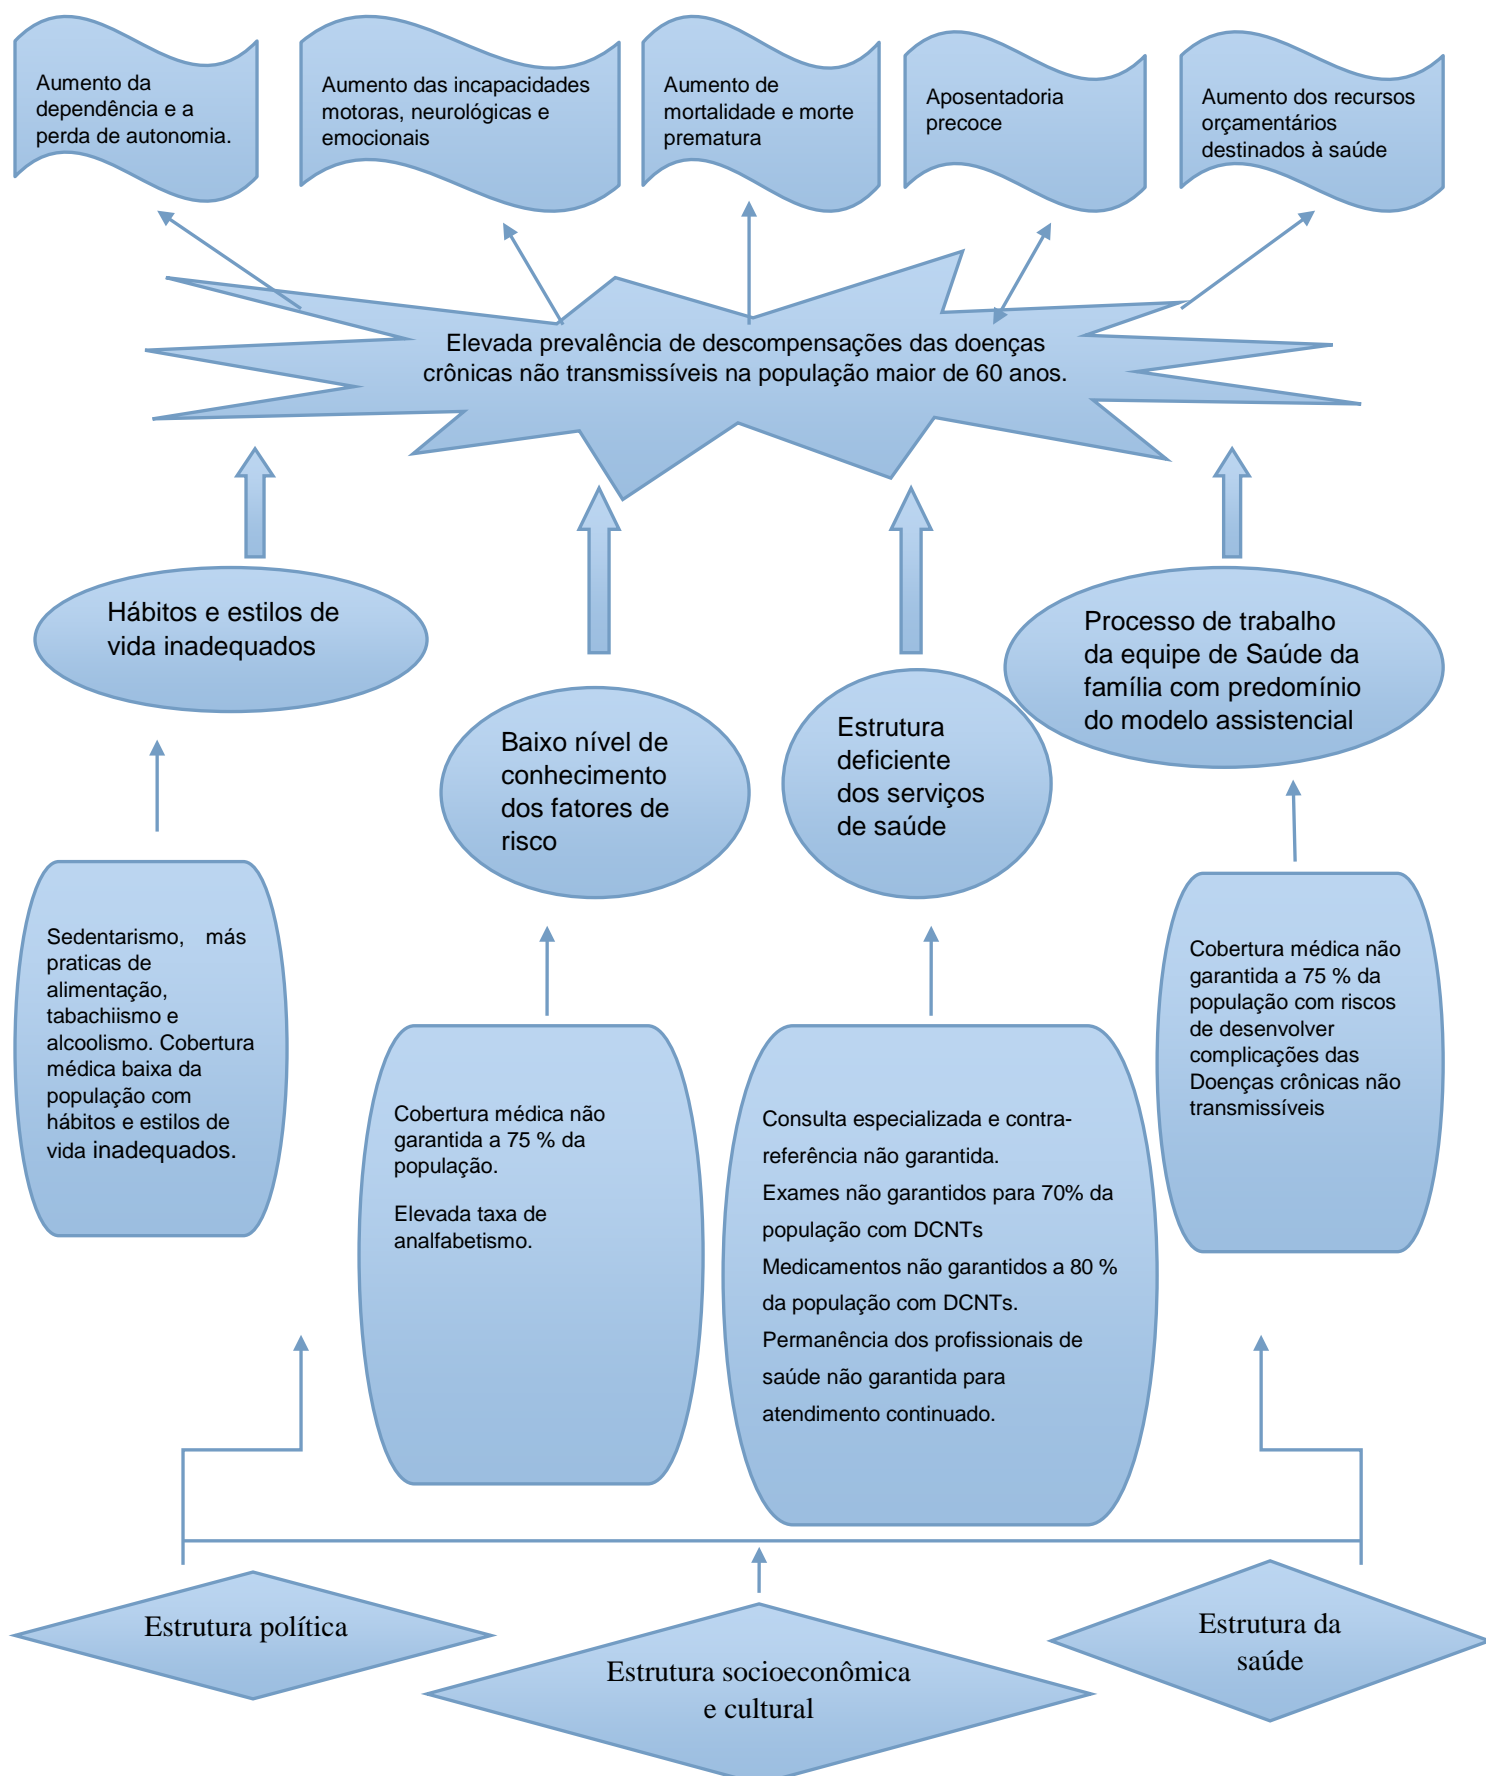 Aumento da
dependência e a
perda de autonomia.
Aumento das incapacidades
motoras, neurológicas e
emocionais
Aumento de
mortalidade e morte
prematura
Aposentadoria
precoce
Aumento dos recursos
orçamentários
destinados à saúde
Elevada prevalência de descompensações das doenças
crônicas não transmissíveis na população maior de 60 anos.
Hábitos e estilos de
vida inadequados
Baixo nível de
conhecimento
dos fatores de
risco
Estrutura
deficiente
dos serviços
de saúde
Processo de trabalho
da equipe de Saúde da
família com predomínio
do modelo assistencial
Sedentarismo, más
praticas de
alimentação,
tabachiismo e
alcoolismo. Cobertura
médica baixa da
população com
hábitos e estilos de
vida inadequados.
Cobertura médica não
garantida a 75 % da
população.
Elevada taxa de
analfabetismo.
Consulta especializada e contra-
referência não garantida.
Exames não garantidos para 70% da
população com DCNTs
Medicamentos não garantidos a 80 %
da população com DCNTs.
Permanência dos profissionais de
saúde não garantida para
atendimento continuado.
Cobertura médica não
garantida a 75 % da
população com riscos
de desenvolver
complicações das
Doenças crônicas não
transmissíveis
Estrutura política
Estrutura socioeconômica
e cultural
Estrutura da
saúde